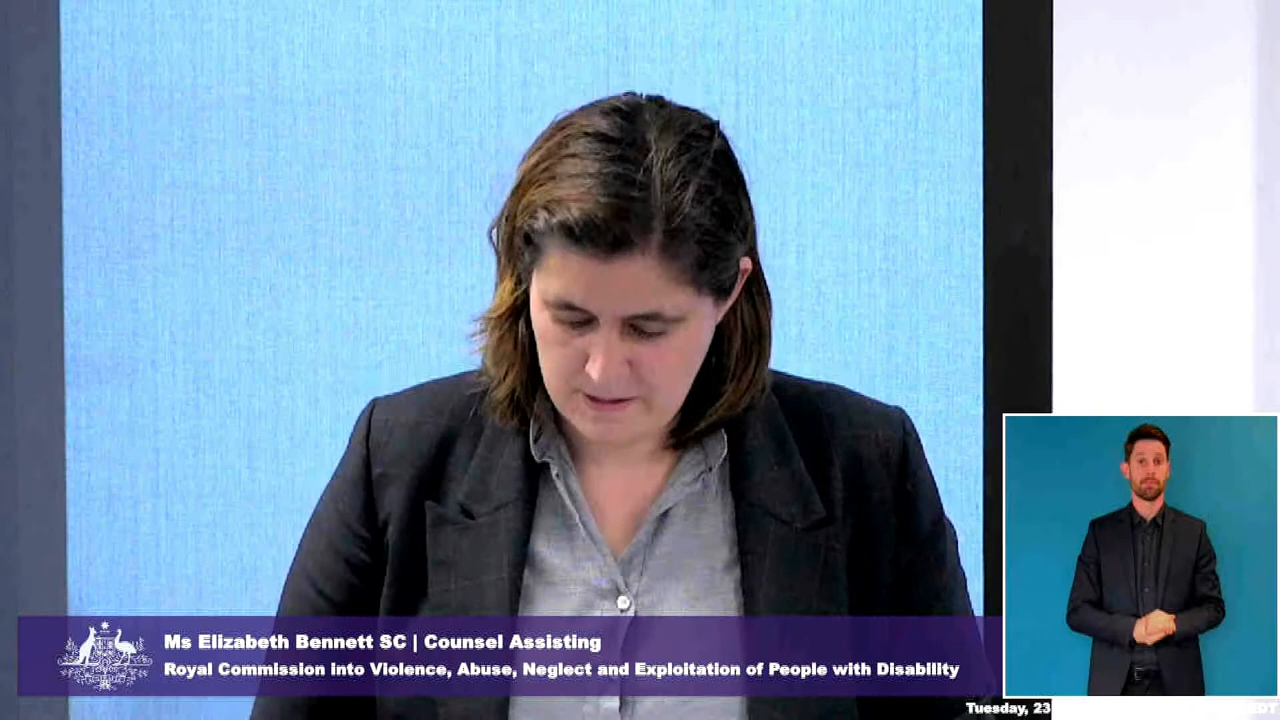 Ms Elizabeth Bennett SC | Counsel Assisting
Royal Commission into Violence, Abuse, Neglect and Exploitation of People with Disability
Tuesday, 23
EDT